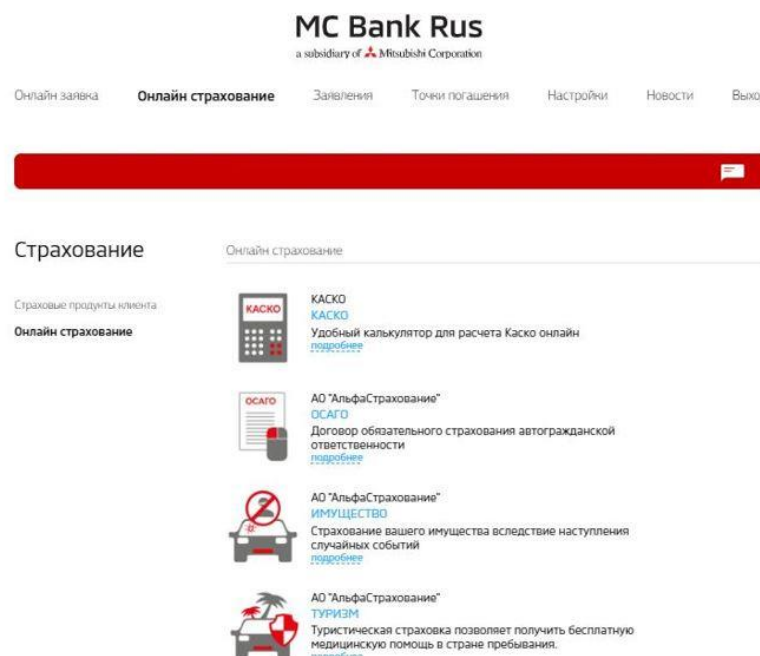 MC Bank Rus
a subsidiary of Mitsubishi Corporation
Онлайн заявка Онлайн страхование Заявления Точки погашения Настройки Новости
Страхование
Онлайн страхование
Страховые продукты клиента
Онлайн страхование
КАСКО
КАСКО
КАСКО
Удобный калькулятор для расчета Каско онлайн
подробнее
ОСАГО
АО "АльфаСтрахование"
ОСАГО
Договор обязательного страхования автогражданской
ответственности
подробнее
АО "АльфаСтрахование"
ИМУЩЕСТВО
Страхование вашего имущества вследствие наступления
случайных событий
подробнее
АО "АльфаСтрахование"
ТУРИЗМ
Туристическая страховка позволяет получить бесплатную
медицинскую помощь в стране пребывания.